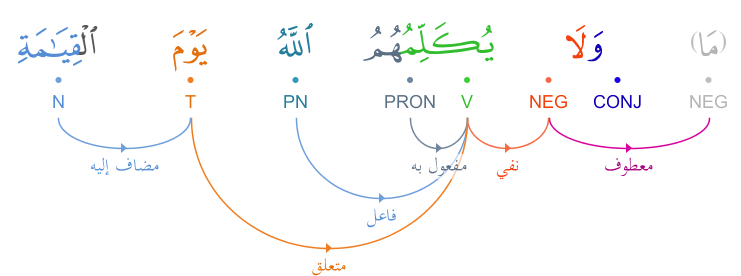 (مَا) وَلَا يُكَلِّمُهُمُ ٱللَّهُ يَوْمَ ٱلْقِيَـٰمَةِ
NEG CONJ NEG V PRON PN T N
معطوف نفي مفعول به مضاف إليه
فاعل
متعلق